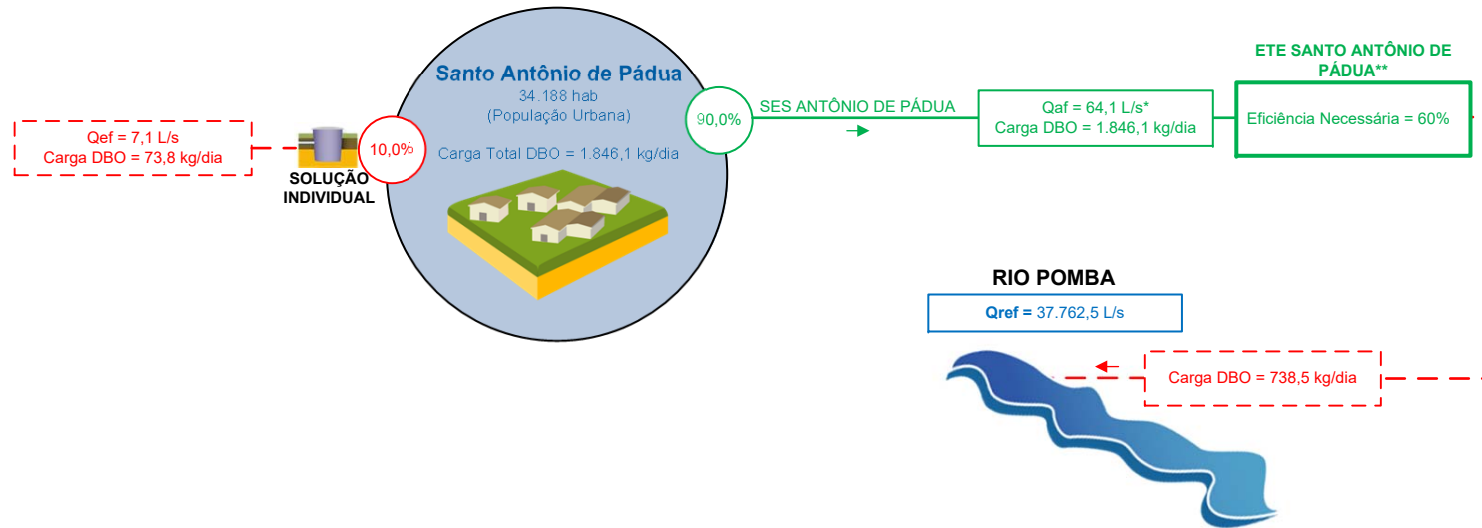 Santo Antônio de Pádua
34.188 hab
(População Urbana)
Carga Total DBO = 1.846,1 kg/dia
Qef = 7,1 L/s
Carga DBO = 73,8 kg/dia
SOLUÇÃO
INDIVIDUAL
10,0%
90,0%
SES ANTÔNIO DE PÁDUA
Qaf = 64,1 L/s*
Carga DBO = 1.846,1 kg/dia
ETE SANTO ANTÔNIO DE
PÁDUA**
Eficiência Necessária = 60%
RIO POMBA
Qref = 37.762,5 L/s
Carga DBO = 738,5 kg/dia